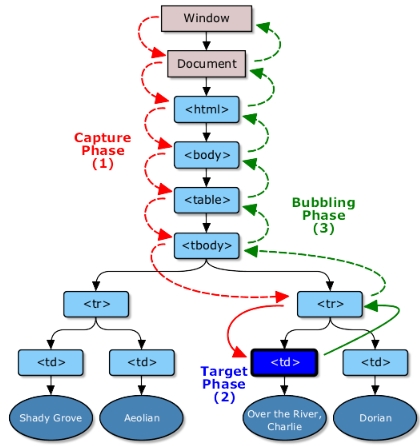 Window
Document
<html>
Capture
Phase
(1)
<body>
<table>
Bubbling
Phase
(3)
<tbody>
<tr>
<tr>
<td>
<td>
Target
Phase
(2)
<td>
<td>
Shady Grove
Aeolian
Over the River,
Charlie
Dorian